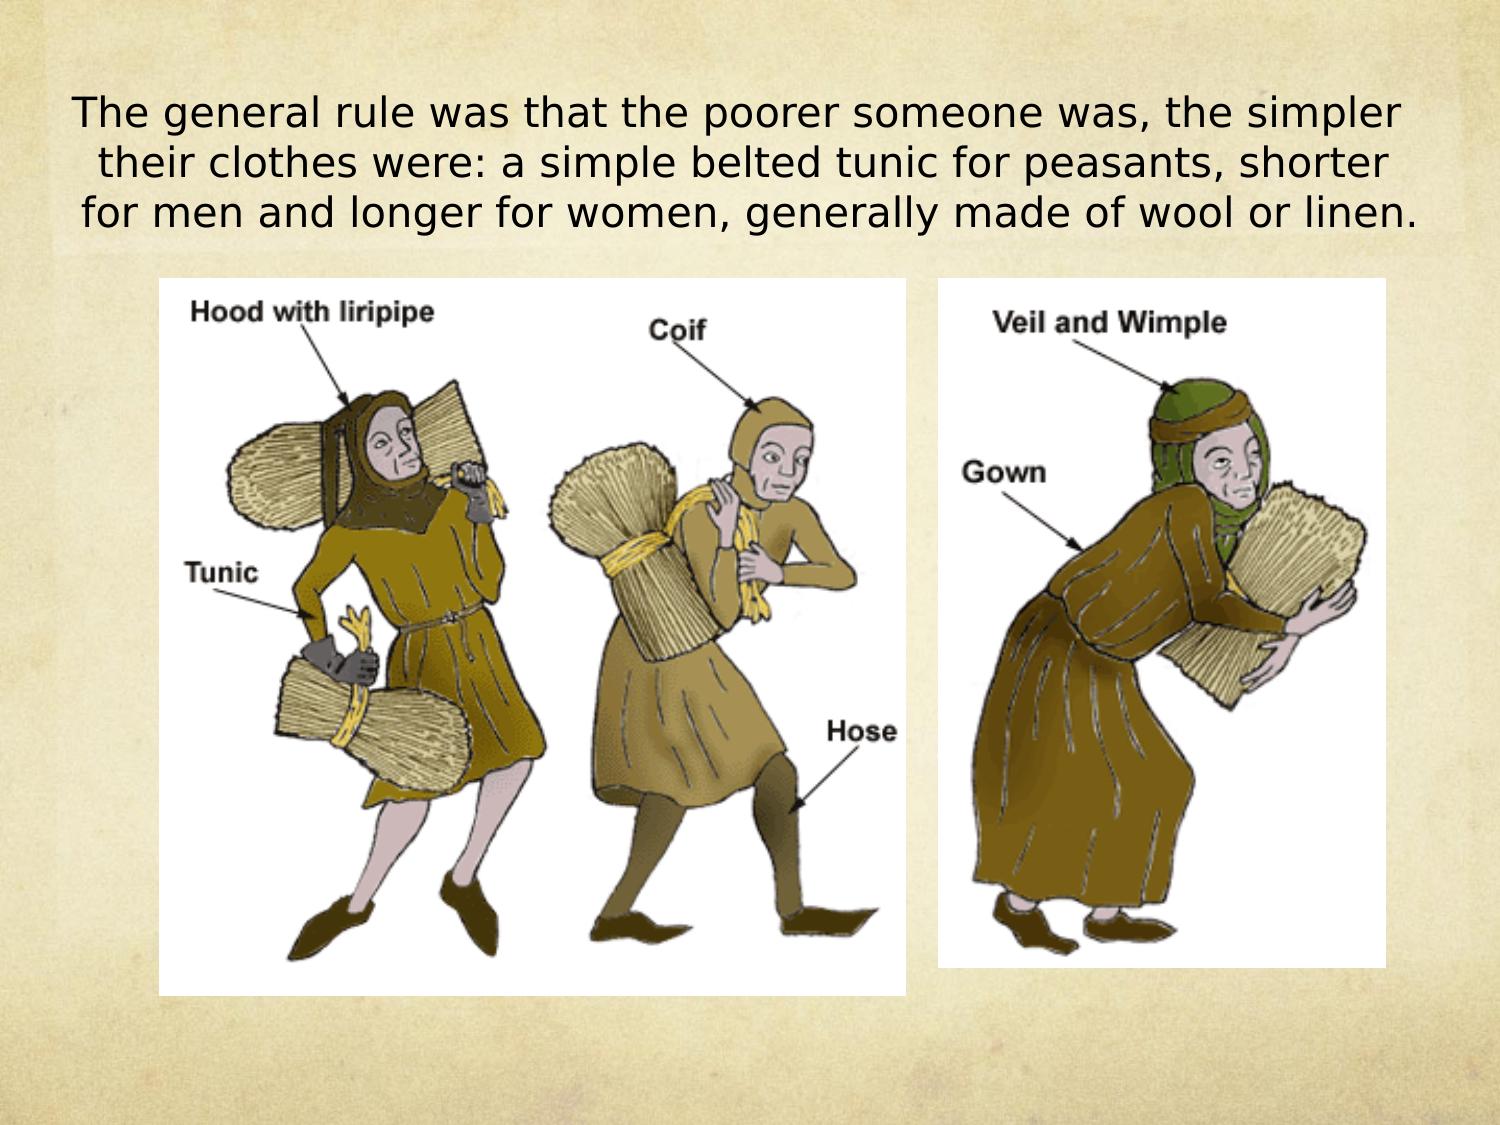 The general rule was that the poorer someone was, the simpler
their clothes were: a simple belted tunic for peasants, shorter
for men and longer for women, generally made of wool or linen.
Hood with liripipe
Coif
Veil and Wimple
Gown
Tunic
Hose